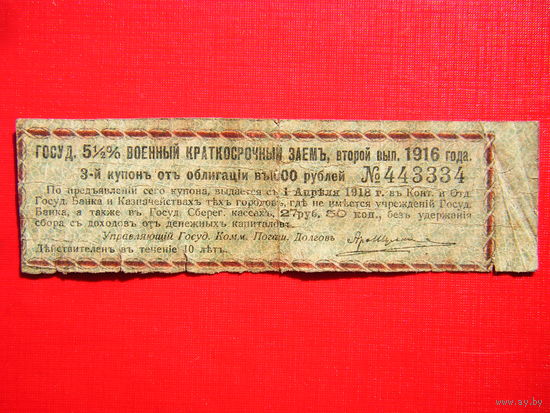 ГОСУД. 5½% ВОЕННЫЙ КРАТКОСРОЧНЫЙ ЗАЕМЪ, ВТОРОЙ ВЫП. 1916 ГОДА.
3-й купонъ отъ облигаціи въ 1000 рублей №443334
По предъявленіи сего купона, выдается съ 1 Апрѣля 1918 г. въ Конт. и Отд.
Госуд. Банка и Казначействахъ тѣхъ городовъ, гдѣ не имѣется учрежденій Госуд.
Банка, а также въ Госуд. Сберег. кассахъ, 27 руб. 50 коп., безъ удержанія
сбора съ доходовъ отъ денежныхъ капиталовъ.
Управляющій Госуд. Комм. Погаш. Долговъ
Дѣйствителенъ въ теченіе 10 лѣтъ.
www.ay.by